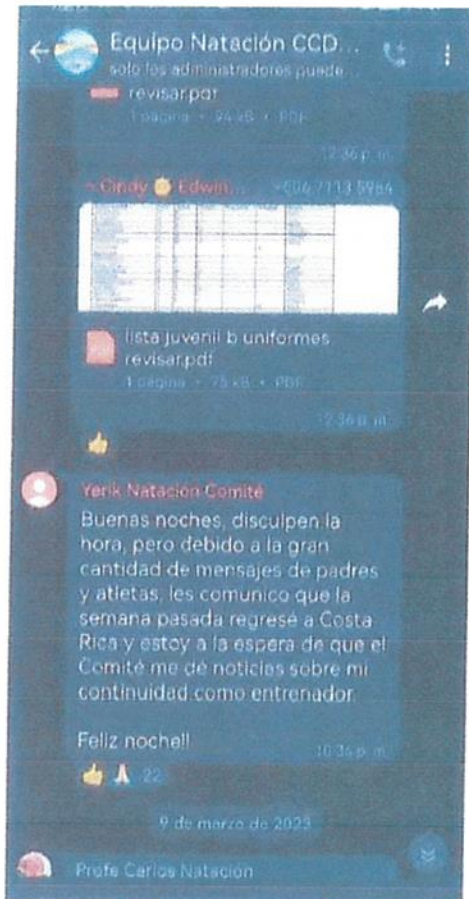 Equipo Natación CCD...
solo los administradores puede...
revisar.pdf
1 página • 94 kB • PDF
12:36 p. m.
~ Cindy 🌼 Edwin...
lista juvenil b uniformes
revisar.pdf
1 página • 75 kB • PDF
12:36 p. m.
Yerik Natación Comité
Buenas noches, disculpen la
hora, pero debido a la gran
cantidad de mensajes de padres
y atletas, les comunico que la
semana pasada regresé a Costa
Rica y estoy a la espera de que el
Comité me dé noticias sobre mi
continuidad como entrenador.
Feliz noche!!
10:36 p. m.
22
9 de marzo de 2023
Profe Carlos Natación